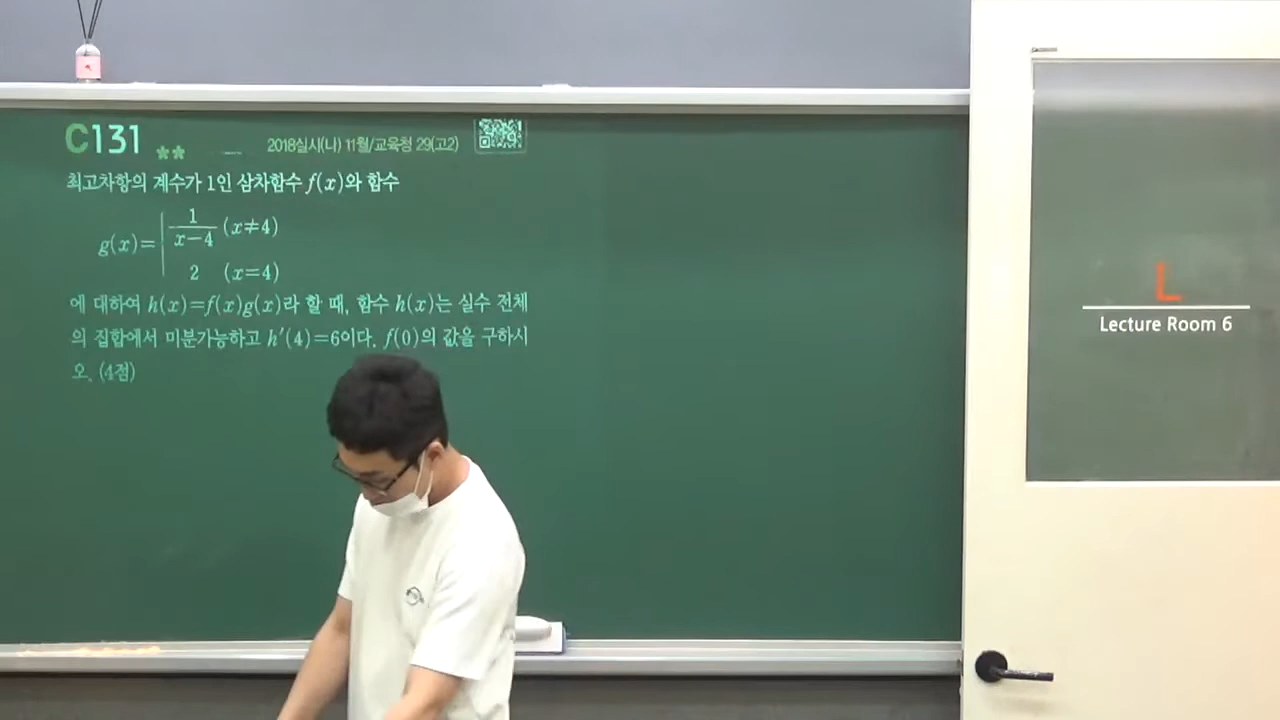 C131 ** 2018실시(나) 11월/교육청 29(고2)
최고차항의 계수가 1인 삼차함수 f(x)와 함수
g(x)= 1/(x-4) (x≠4)
2 (x=4)
에 대하여 h(x)=f(x)g(x)라 할 때, 함수 h(x)는 실수 전체
의 집합에서 미분가능하고 h′(4)=6이다. f(0)의 값을 구하시
오. (4점)
L
Lecture Room 6